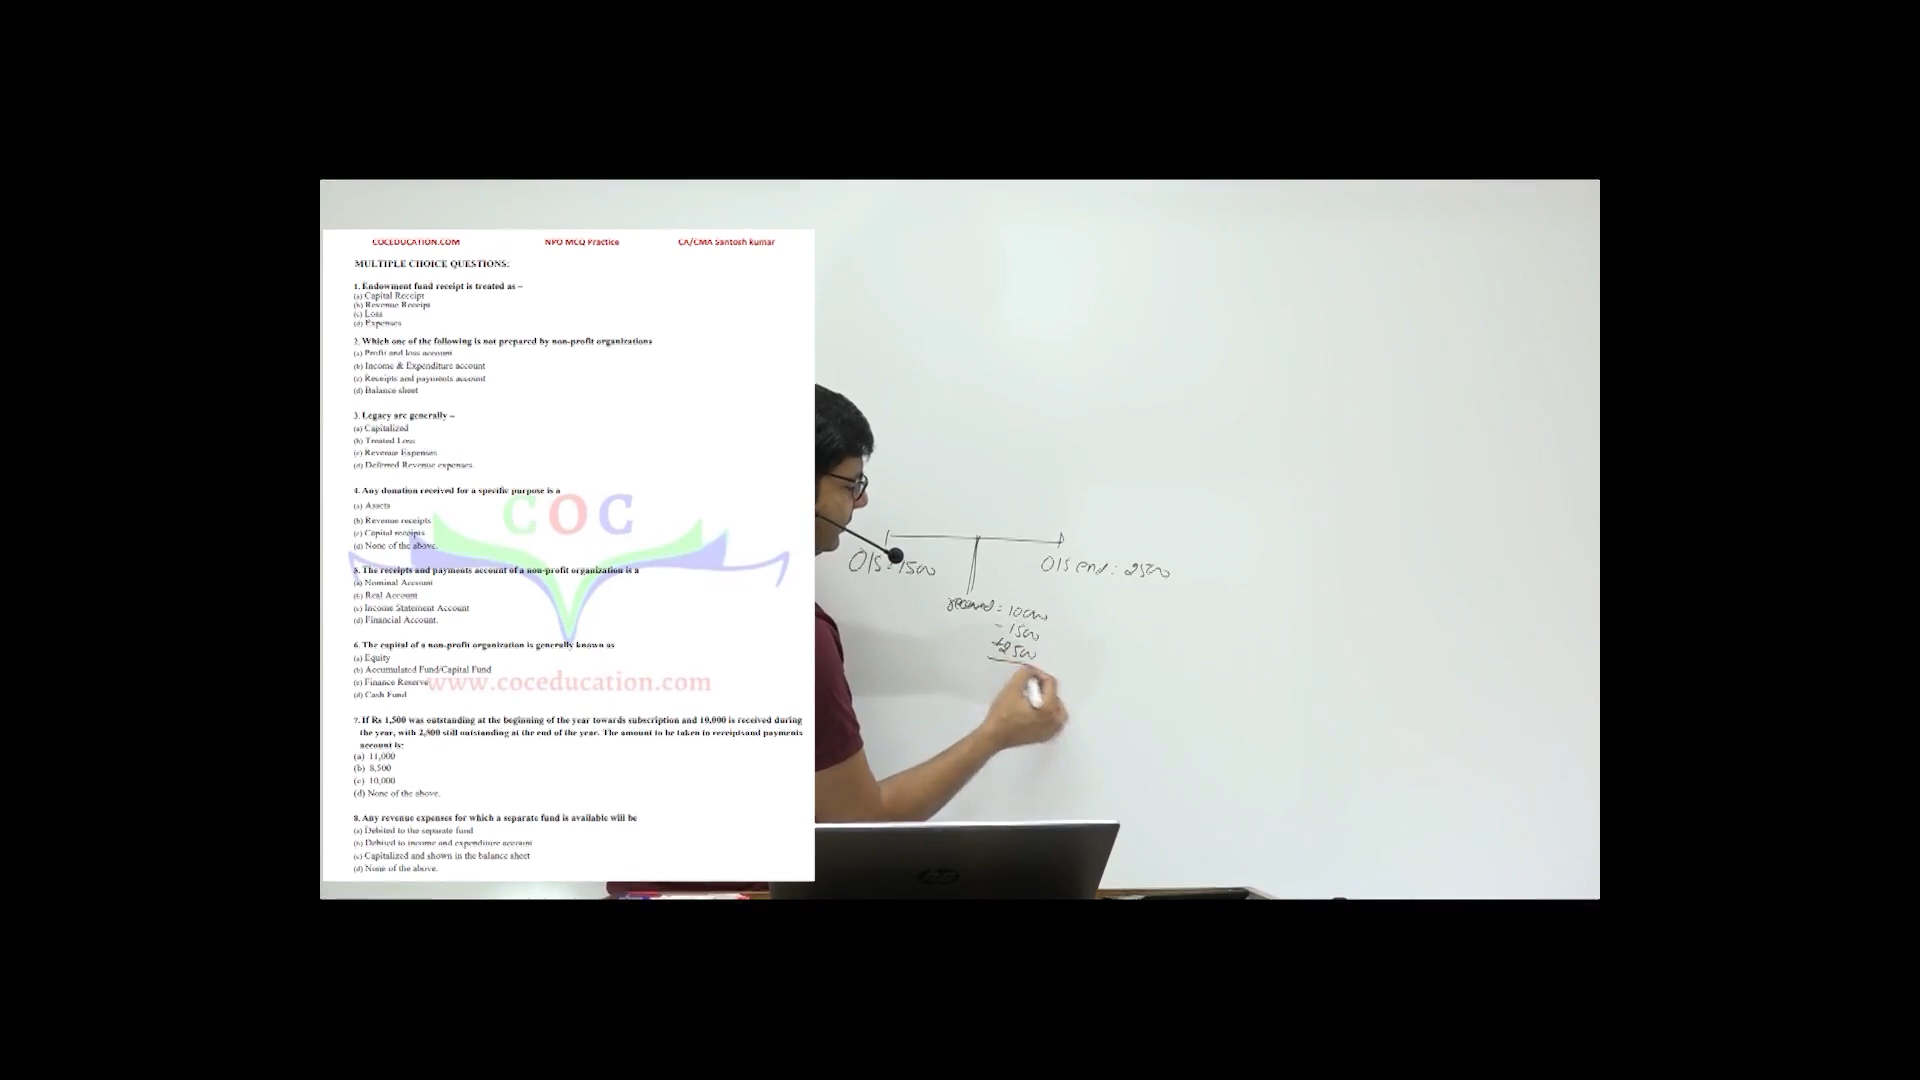 COCEDUCATION.COM NPO MCQ Practice CA/CMA Santosh kumar
MULTIPLE CHOICE QUESTIONS:
1. Endowment fund receipt is treated as –
(a) Capital Receipt
(b) Revenue Receipt
(c) Loss
(d) Expenses
2. Which one of the following is not prepared by non-profit organizations
(a) Profit and loss account
(b) Income & Expenditure account
(c) Receipts and payments account
(d) Balance sheet
3. Legacy are generally –
(a) Capitalized
(b) Treated Loss
(c) Revenue Expenses
(d) Deferred Revenue expenses
4. Any donation received for a specific purpose is a
(a) Assets
(b) Revenue receipts
(c) Capital receipts
(d) None of the above.
COC
5. The receipts and payments account of a non-profit organization is a
(a) Nominal Account
(b) Real Account
(c) Income Statement Account
(d) Financial Account.
6. The capital of a non-profit organization is generally known as
(a) Equity
(b) Accumulated Fund/Capital Fund
(c) Finance Reserve
(d) Cash Fund
www.coceducation.com
7. If Rs 1,500 was outstanding at the beginning of the year towards subscription and 10,000 is received during
the year, with 2,500 still outstanding at the end of the year. The amount to be taken to receiptsand payments
account is:
(a) 11,000
(b) 8,500
(c) 10,000
(d) None of the above.
8. Any revenue expenses for which a separate fund is available will be
(a) Debited to the separate fund
(b) Debited to income and expenditure account
(c) Capitalized and shown in the balance sheet
(d) None of the above.
O/S 1500
O/S end : 2500
received = 10000
- 1500
+2500
hp